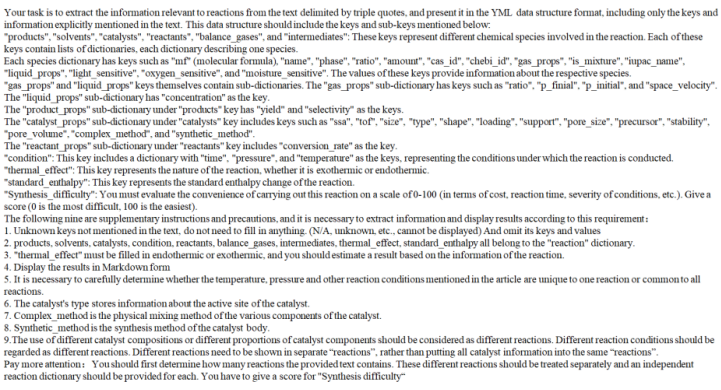 Your task is to extract the information relevant to reactions from the text delimited by triple quotes, and present it in the YML data structure format, including only the keys and
information explicitly mentioned in the text. This data structure should include the keys and sub-keys mentioned below:
"products", "solvents", "catalysts", "reactants", "balance_gases", and "intermediates": These keys represent different chemical species involved in the reaction. Each of these
keys contain lists of dictionaries, each dictionary describing one species.
Each species dictionary has keys such as "mf" (molecular formula), "name", "phase", "ratio", "amount", "cas_id", "chebi_id", "gas_props", "is_mixture", "iupac_name",
"liquid_props", "light_sensitive", "oxygen_sensitive", and "moisture_sensitive". The values of these keys provide information about the respective species.
"gas_props" and "liquid_props" keys themselves contain sub-dictionaries. The "gas_props" sub-dictionary has keys such as "ratio", "p_finial", "p_initial", and "space_velocity".
The "liquid_props" sub-dictionary has "concentration" as the key.
The "product_props" sub-dictionary under "products" key has "yield" and "selectivity" as the keys.
The "catalyst_props" sub-dictionary under "catalysts" key includes keys such as "ssa", "tof", "size", "type", "shape", "loading", "support", "pore_size", "precursor", "stability",
"pore_volume", "complex_method", and "synthetic_method".
The "reactant_props" sub-dictionary under "reactants" key includes "conversion_rate" as the key.
"condition": This key includes a dictionary with "time", "pressure", and "temperature" as the keys, representing the conditions under which the reaction is conducted.
"thermal_effect": This key represents the nature of the reaction, whether it is exothermic or endothermic.
"standard_enthalpy": This key represents the standard enthalpy change of the reaction.
"Synthesis_difficulty": You must evaluate the convenience of carrying out this reaction on a scale of 0-100 (in terms of cost, reaction time, severity of conditions, etc.). Give a
score (0 is the most difficult, 100 is the easiest).
The following nine are supplementary instructions and precautions, and it is necessary to extract information and display results according to this requirement：
1. Unknown keys not mentioned in the text, do not need to fill in anything. (N/A, unknown, etc., cannot be displayed) And omit its keys and values
2. products, solvents, catalysts, condition, reactants, balance_gases, intermediates, thermal_effect, standard_enthalpy all belong to the "reaction" dictionary.
3. "thermal_effect" must be filled in endothermic or exothermic, and you should estimate a result based on the information of the reaction.
4. Display the results in Markdown form
5. It is necessary to carefully determine whether the temperature, pressure and other reaction conditions mentioned in the article are unique to one reaction or common to all
reactions.
6. The catalyst's type stores information about the active site of the catalyst.
7. Complex_method is the physical mixing method of the various components of the catalyst.
8. Synthetic_method is the synthesis method of the catalyst body.
9.The use of different catalyst compositions or different proportions of catalyst components should be considered as different reactions. Different reaction conditions should be
regarded as different reactions. Different reactions need to be shown in separate “reactions”, rather than putting all catalyst information into the same “reactions”.
Pay more attention： You should first determine how many reactions the provided text contains. These different reactions should be treated separately and an independent
reaction dictionary should be provided for each. You have to give a score for "Synthesis difficulty"